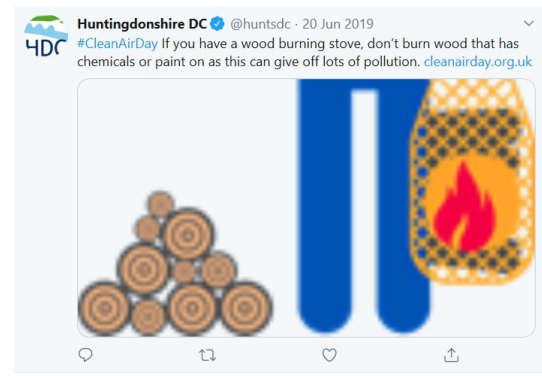 Huntingdonshire DC @huntsdc · 20 Jun 2019
#CleanAirDay If you have a wood burning stove, don't burn wood that has
chemicals or paint on as this can give off lots of pollution. cleanairday.org.uk
HDC